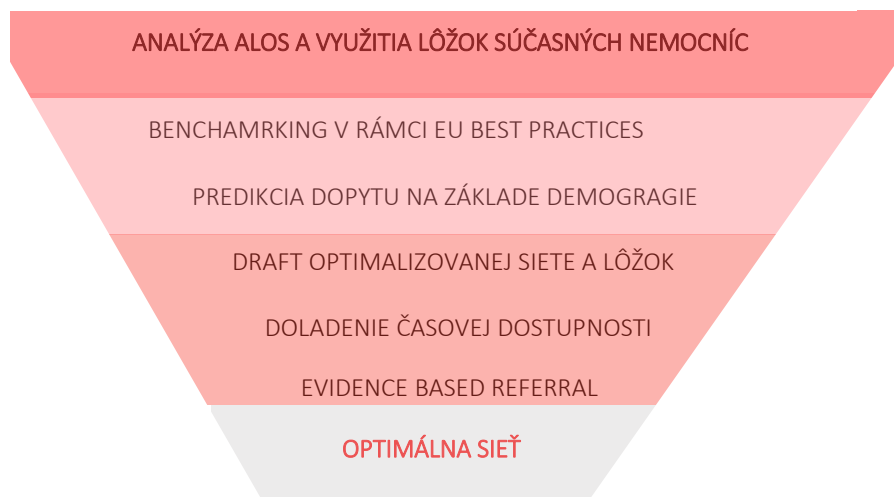 ANALÝZA ALOS A VYUŽITIA LÔŽOK SÚČASNÝCH NEMOCNÍC
BENCHAMRKING V RÁMCI EU BEST PRACTICES
PREDIKCIA DOPYTU NA ZÁKLADE DEMOGRAGIE
DRAFT OPTIMALIZOVANEJ SIETE A LÔŽOK
DOLADENIE ČASOVEJ DOSTUPNOSTI
EVIDENCE BASED REFERRAL
OPTIMÁLNA SIEŤ